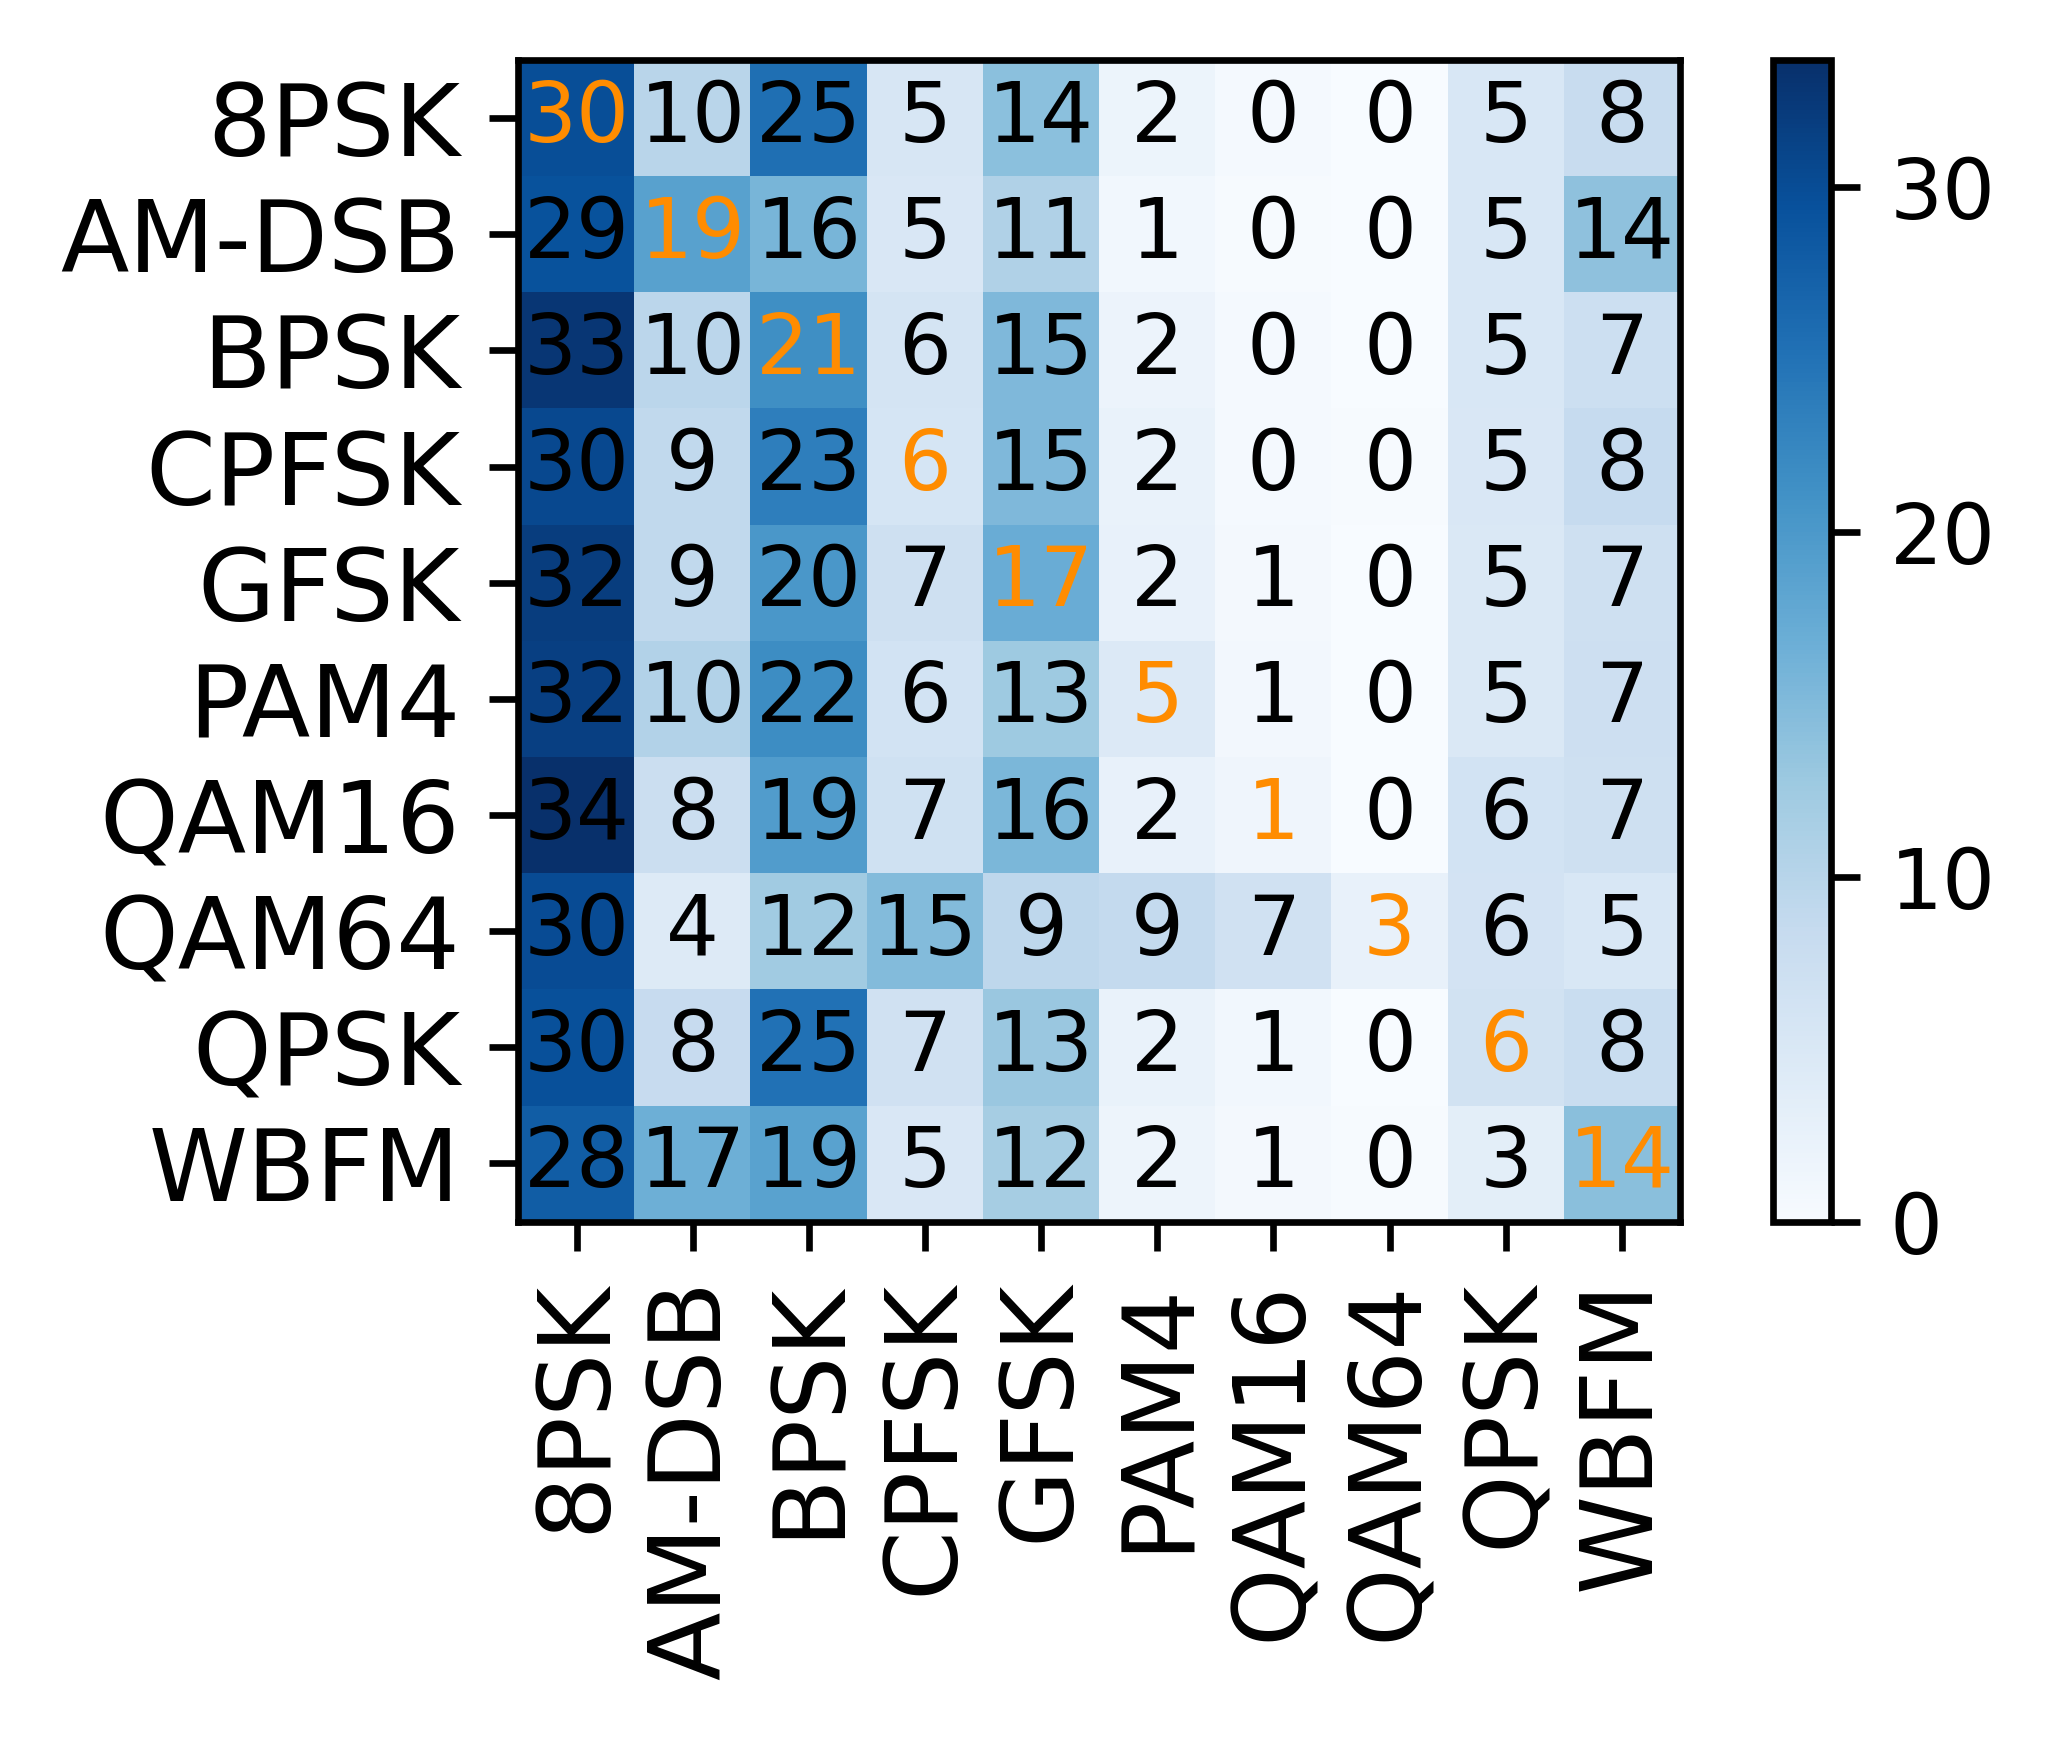 8PSK 30 10 25 5 14 2 0 0 5 8
AM-DSB 29 19 16 5 11 1 0 0 5 14
BPSK 33 10 21 6 15 2 0 0 5 7
CPFSK 30 9 23 6 15 2 0 0 5 8
GFSK 32 9 20 7 17 2 1 0 5 7
PAM4 32 10 22 6 13 5 1 0 5 7
QAM16 34 8 19 7 16 2 1 0 6 7
QAM64 30 4 12 15 9 9 7 3 6 5
QPSK 30 8 25 7 13 2 1 0 6 8
WBFM 28 17 19 5 12 2 1 0 3 14
8PSK AM-DSB BPSK CPFSK GFSK PAM4 QAM16 QAM64 QPSK WBFM
30
20
10
0